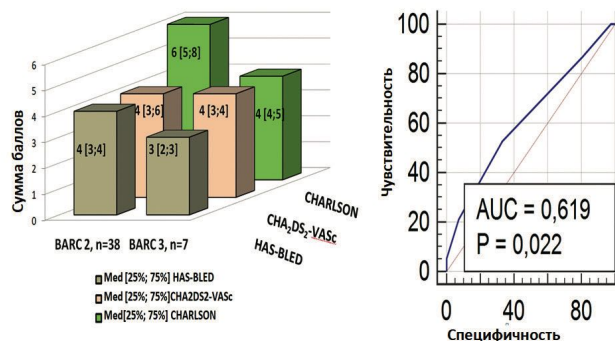 Сумма баллов
6
5
4
3
2
1
0
6 [5;8]
4 [3;6]
4 [3;4]
4 [4;5]
4 [3;4]
3 [2;3]
BARC 2, n=38 BARC 3, n=7
CHARLSON
CHA₂DS₂-VASc
HAS-BLED
Med [25%; 75%] HAS-BLED
Med [25%; 75%]CHA2DS2-VASc
Med[25%; 75%] CHARLSON
Чувствительность
100
80
60
40
20
0
AUC = 0,619
P = 0,022
0 40 80
Специфичность